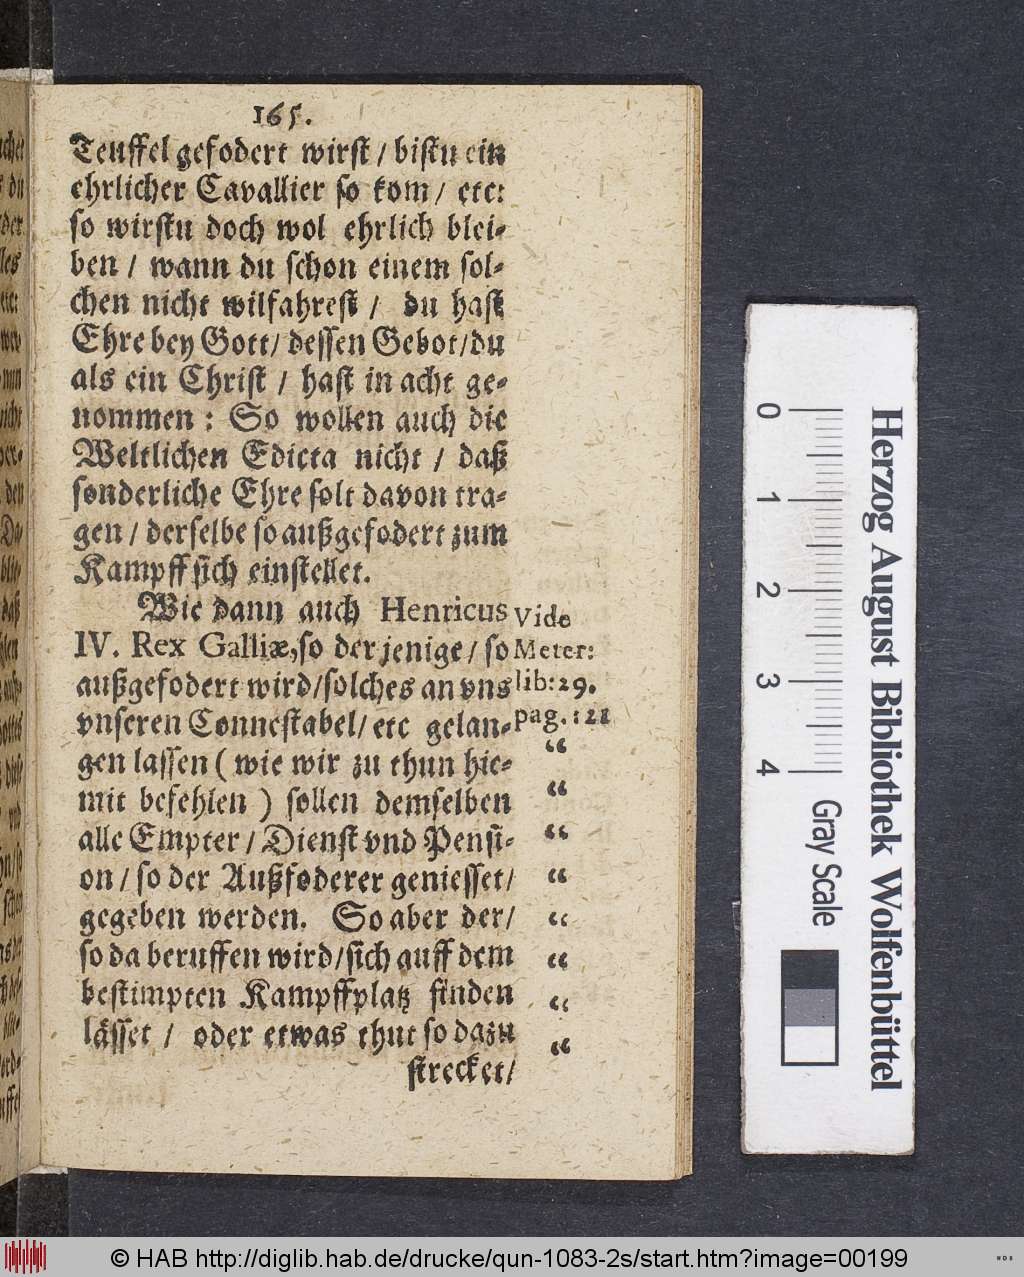 165.
Teuffel gefodert wirst / bistu ein
ehrlicher Cavallier so kom / etc:
so wirstu doch wol ehrlich blei-
ben / wann du schon einem sol-
chen nicht wilfahrest / du hast
Ehre bey Gott / dessen Gebot / du
als ein Christ / hast in acht ge-
nommen : So wollen auch die
Weltlichen Edicta nicht / daß
sonderliche Ehre solt davon tra-
gen / derselbe so außgefodert zum
Kampff sich einstellet.
Wie dann auch Henricus
IV. Rex Galliæ, so der jenige / so
außgefodert wird / solches an vns
vnseren Connestabel / etc gelan-
gen lassen ( wie wir zu thun hie-
mit befehlen ) sollen demselben
alle Empter / Dienst vnd Pensi-
on / so der Außfoderer geniesset /
gegeben werden. So aber der /
so da beruffen wird / sich auff dem
bestimpten Kampffplatz finden
lässet / oder etwas thut so dazu
strecket /
Vide
Meter:
lib: 29.
pag. : 21
“
“
“
“
“
“
“
“
0 1 2 3 4
Gray Scale
Herzog August Bibliothek Wolfenbüttel
© HAB http://diglib.hab.de/drucke/qun-1083-2s/start.htm?image=00199